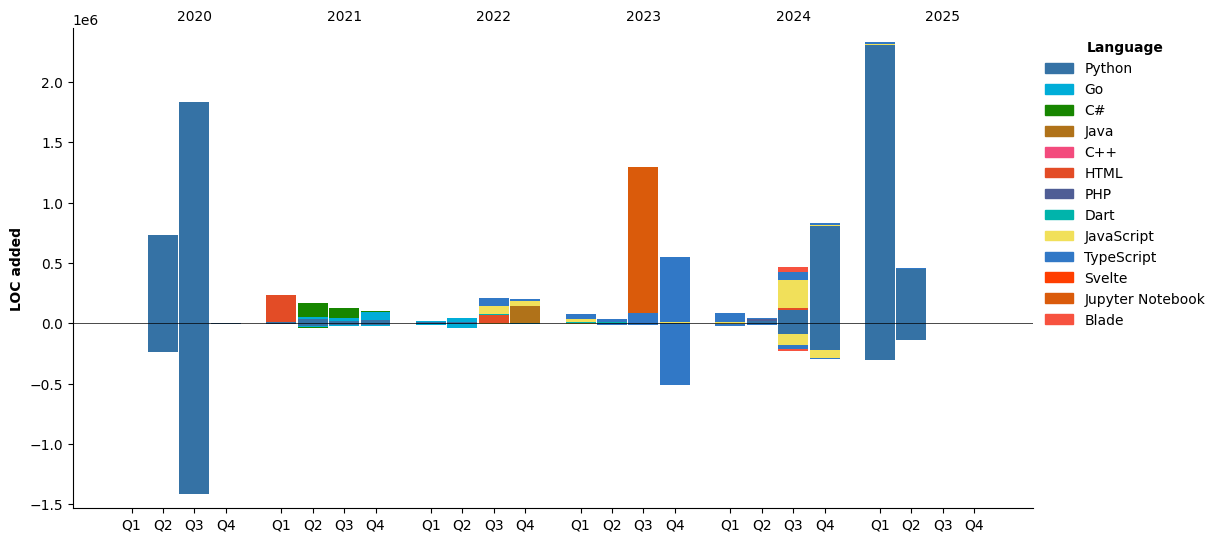 1e6
2020 2021 2022 2023 2024 2025
Language
Python
Go
C#
Java
C++
HTML
PHP
Dart
JavaScript
TypeScript
Svelte
Jupyter Notebook
Blade
LOC added
2.0
1.5
1.0
0.5
0.0
−0.5
−1.0
−1.5
Q1 Q2 Q3 Q4 Q1 Q2 Q3 Q4 Q1 Q2 Q3 Q4 Q1 Q2 Q3 Q4 Q1 Q2 Q3 Q4 Q1 Q2 Q3 Q4